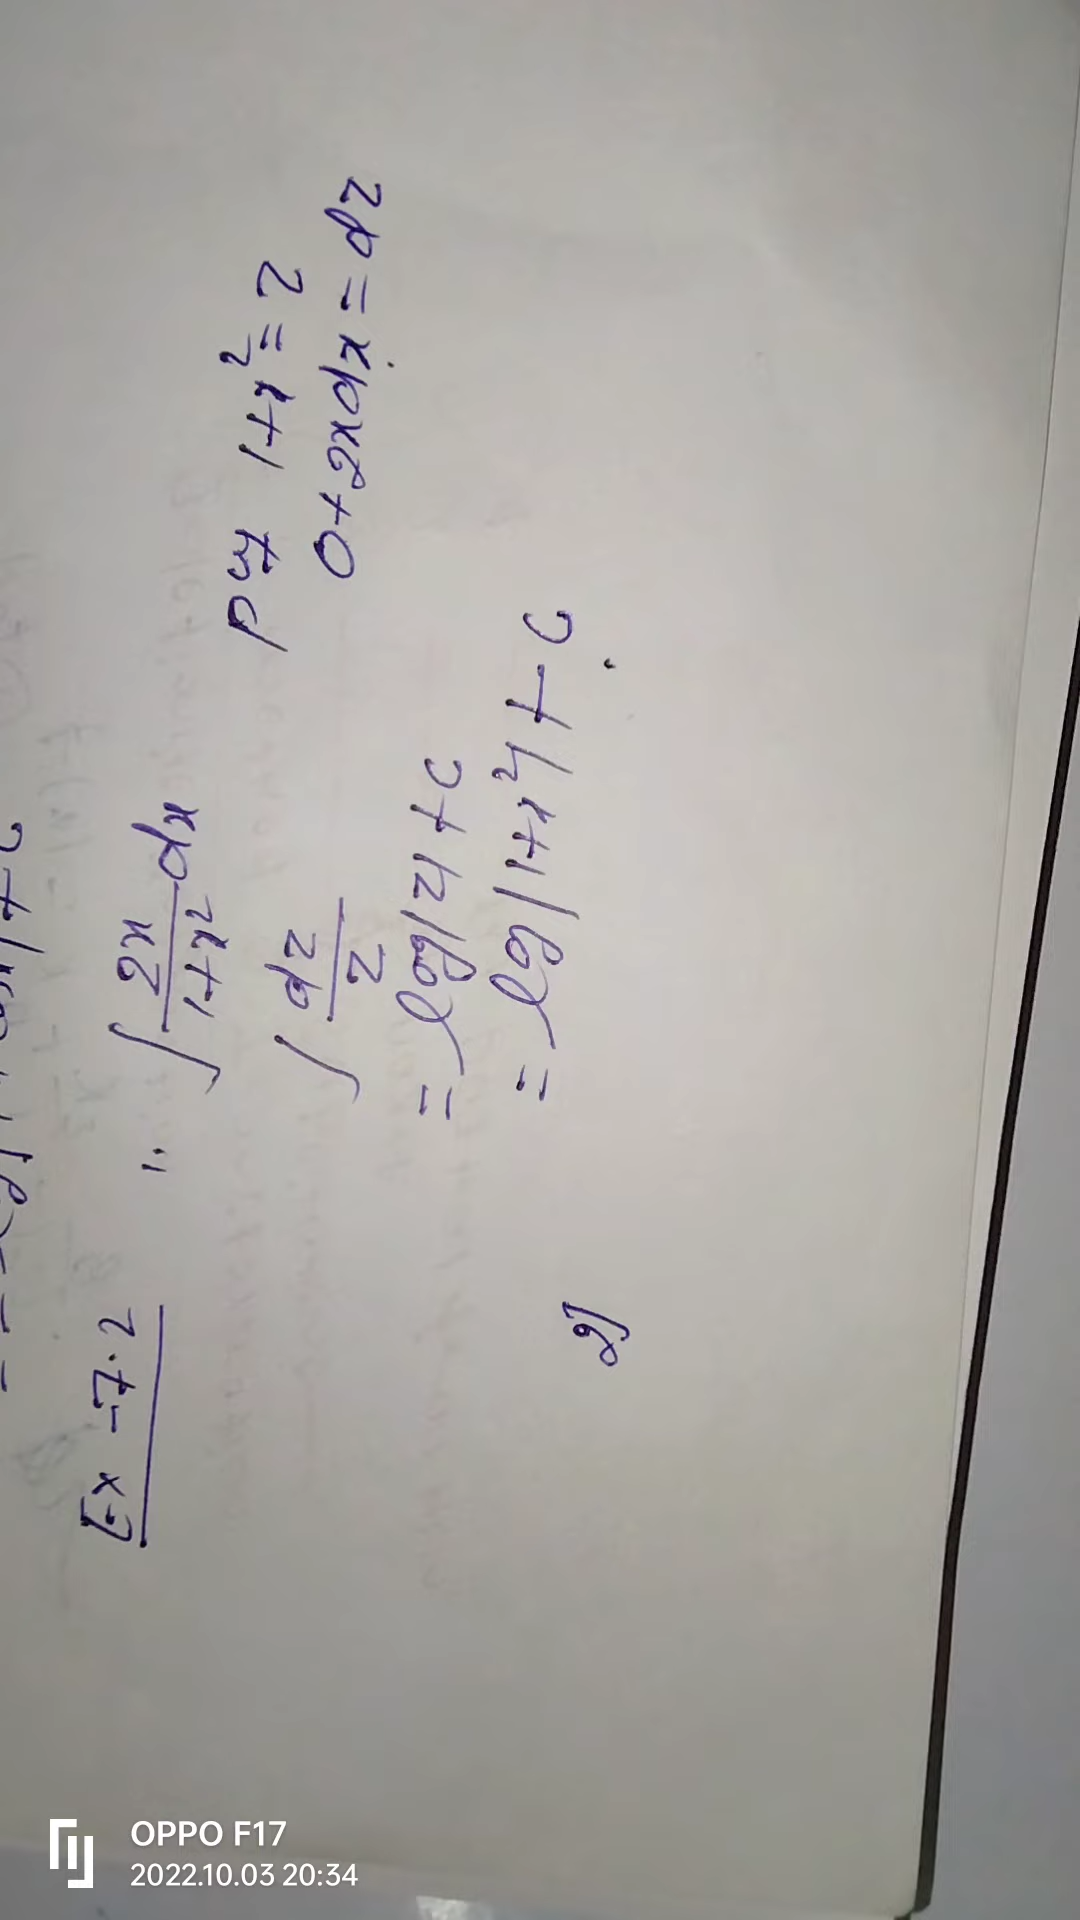 Ex - 7.2
1. ∫ 2x/1+x² dx
put 1+x² = z
0+2xdx = dz
∫ dz/z
= log|z|+c
= log|1+x²|+c
2)
OPPO F17
2022.10.03 20:34